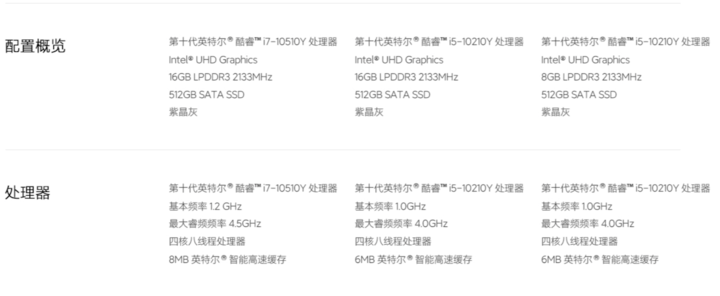 配置概览
第十代英特尔® 酷睿™ i7-10510Y 处理器 第十代英特尔® 酷睿™ i5-10210Y 处理器 第十代英特尔® 酷睿™ i5-10210Y 处理器
Intel® UHD Graphics Intel® UHD Graphics Intel® UHD Graphics
16GB LPDDR3 2133MHz 16GB LPDDR3 2133MHz 8GB LPDDR3 2133MHz
512GB SATA SSD 512GB SATA SSD 512GB SATA SSD
紫晶灰 紫晶灰 紫晶灰
处理器
第十代英特尔® 酷睿™ i7-10510Y 处理器 第十代英特尔® 酷睿™ i5-10210Y 处理器 第十代英特尔® 酷睿™ i5-10210Y 处理器
基本频率 1.2 GHz 基本频率 1.0GHz 基本频率 1.0GHz
最大睿频频率 4.5GHz 最大睿频频率 4.0GHz 最大睿频频率 4.0GHz
四核八线程处理器 四核八线程处理器 四核八线程处理器
8MB 英特尔® 智能高速缓存 6MB 英特尔® 智能高速缓存 6MB 英特尔® 智能高速缓存